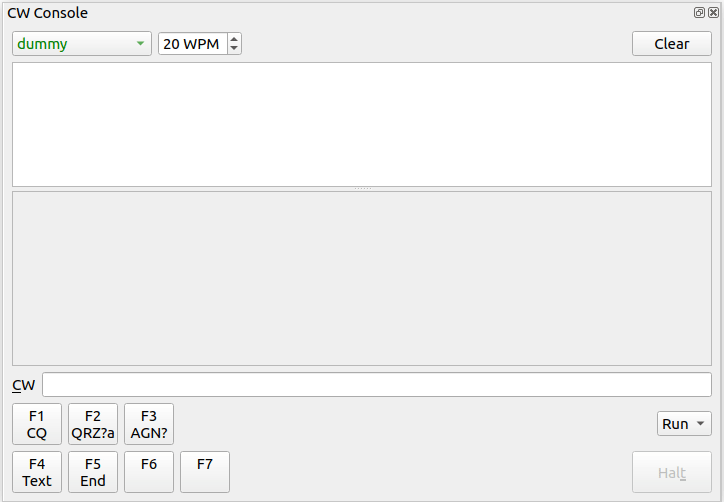 CW Console
dummy 20 WPM Clear
CW
F1 F2 F3
CQ QRZ?a AGN? Run
F4 F5 F6 F7
Text End Halt